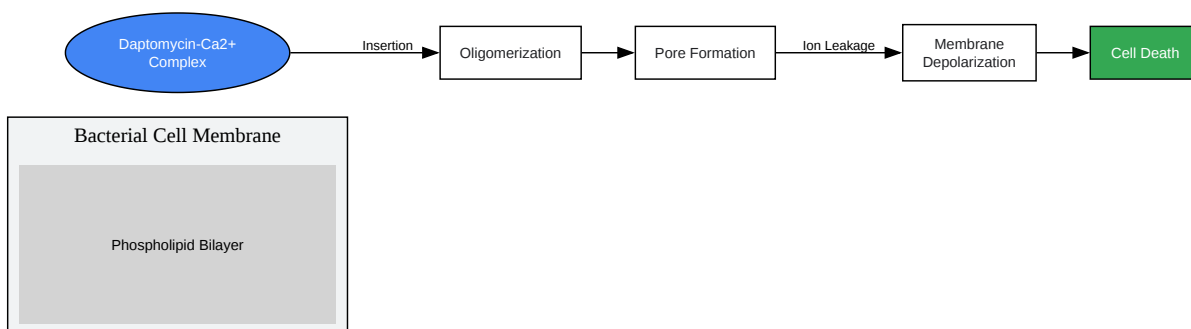 Daptomycin-Ca2+
Complex
Insertion
Oligomerization
Pore Formation
Ion Leakage
Membrane
Depolarization
Cell Death
Bacterial Cell Membrane
Phospholipid Bilayer